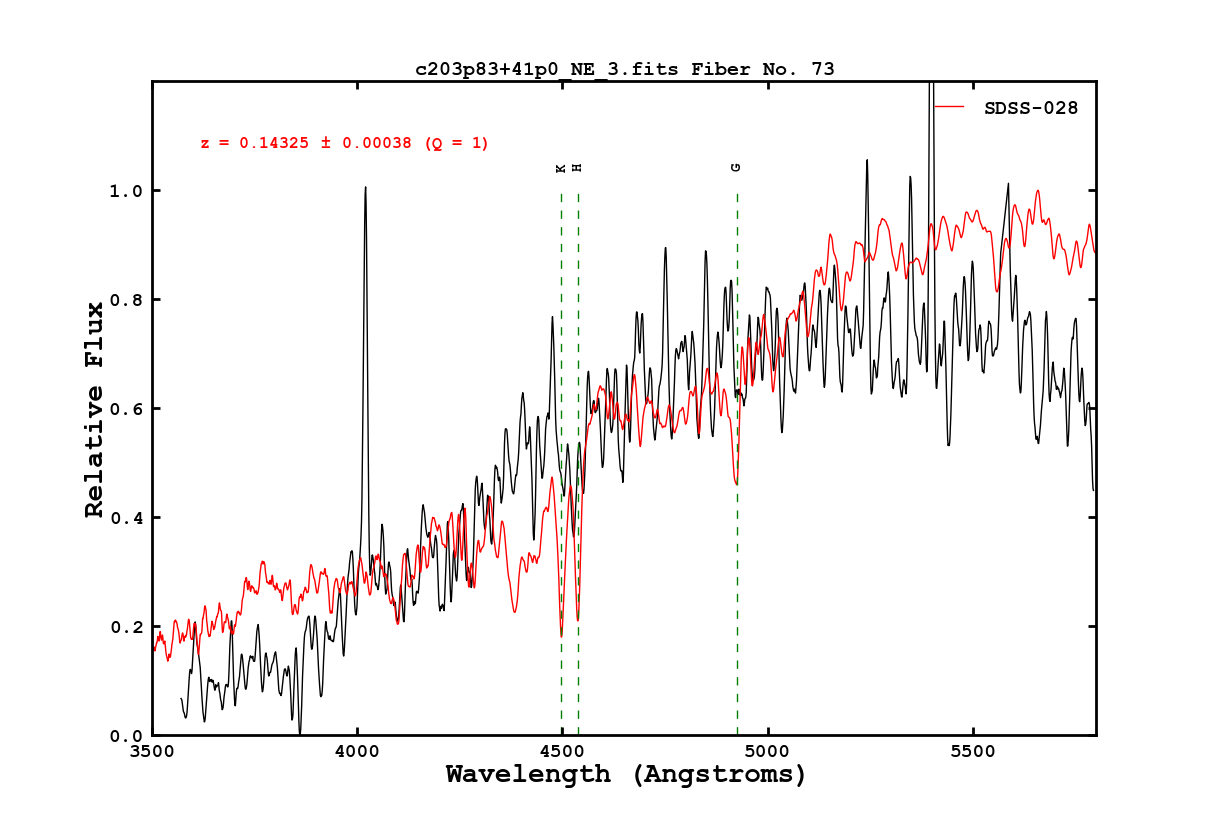 c203p83+41p0_NE_3.fits Fiber No. 73
SDSS-028
z = 0.14325 ± 0.00038 (Q = 1)
K H G
1.0
0.8
0.6
0.4
0.2
0.0
Relative Flux
3500 4000 4500 5000 5500
Wavelength (Angstroms)